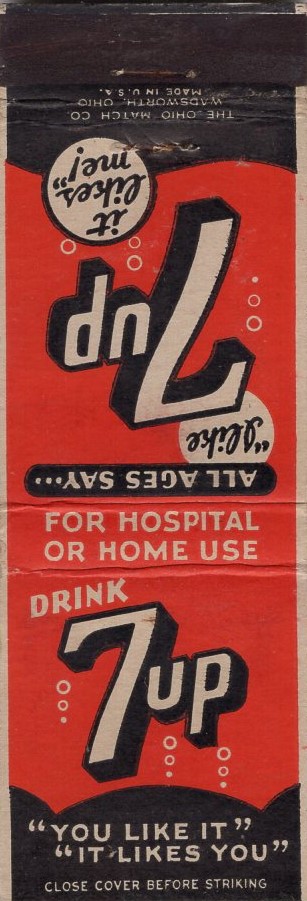 THE OHIO MATCH CO.
WADSWORTH, OHIO
MADE IN U.S.A.
ALL AGES SAY...
"I like
7up
it
likes
me!"
FOR HOSPITAL
OR HOME USE
DRINK
7up
"YOU LIKE IT"
"IT LIKES YOU"
CLOSE COVER BEFORE STRIKING